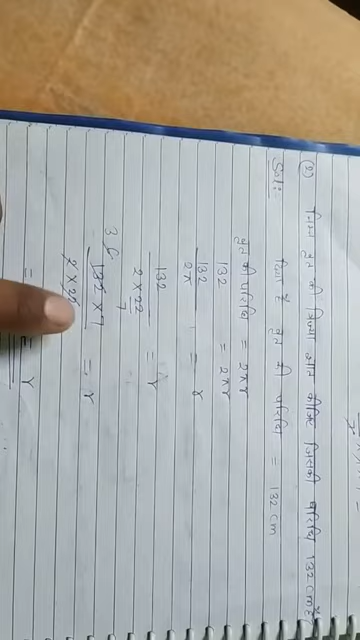 (2) निम्न वृत की त्रिज्या ज्ञात कीजिए जिसकी परिधि 132 cm है
Sol:- दिया है वृत की परिधि = 132 cm
वृत की परिधि = 2πr
132 = 2πr
132 / 2π = r
132 / (2 × 22/7) = r
3 6
132 × 7 / 2 × 22 = r
= r